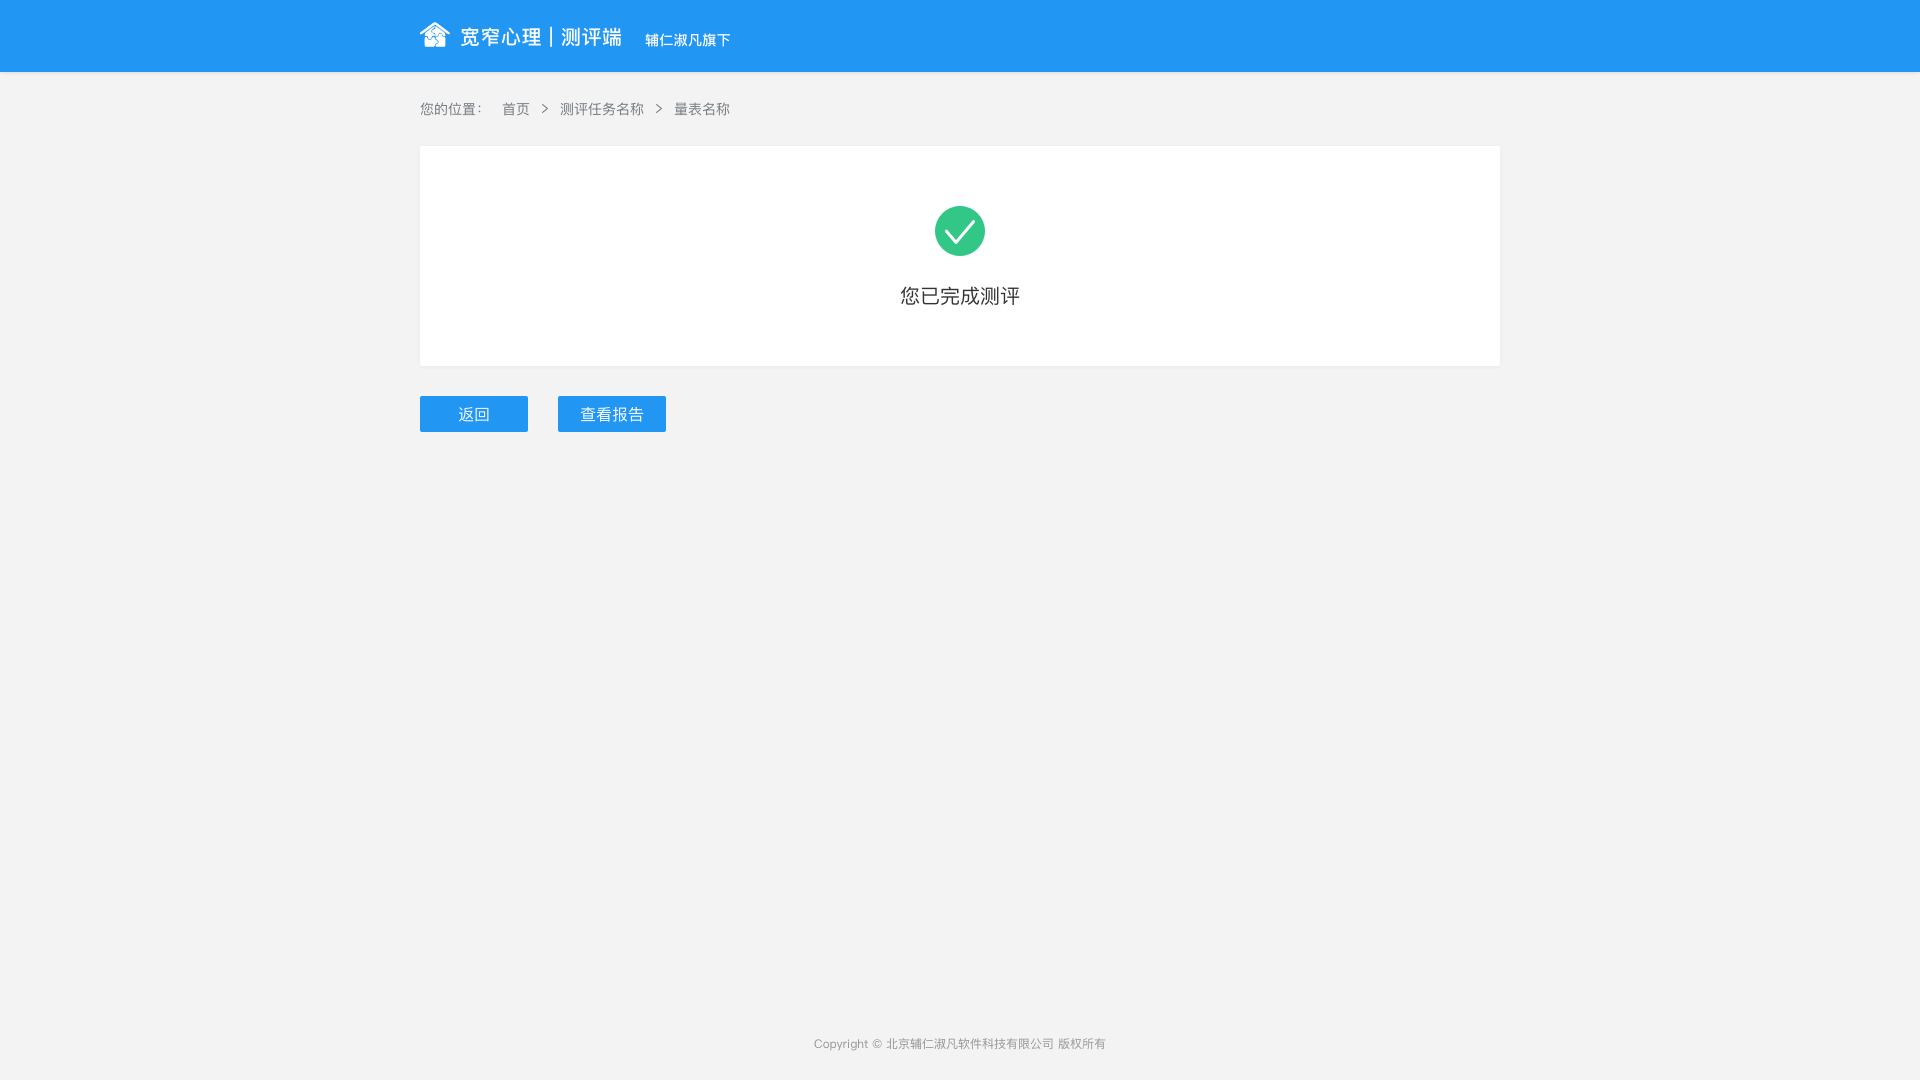 宽窄心理 | 测评端 辅仁淑凡旗下
您的位置： 首页 > 测评任务名称 > 量表名称
您已完成测评
返回 查看报告
Copyright © 北京辅仁淑凡软件科技有限公司 版权所有